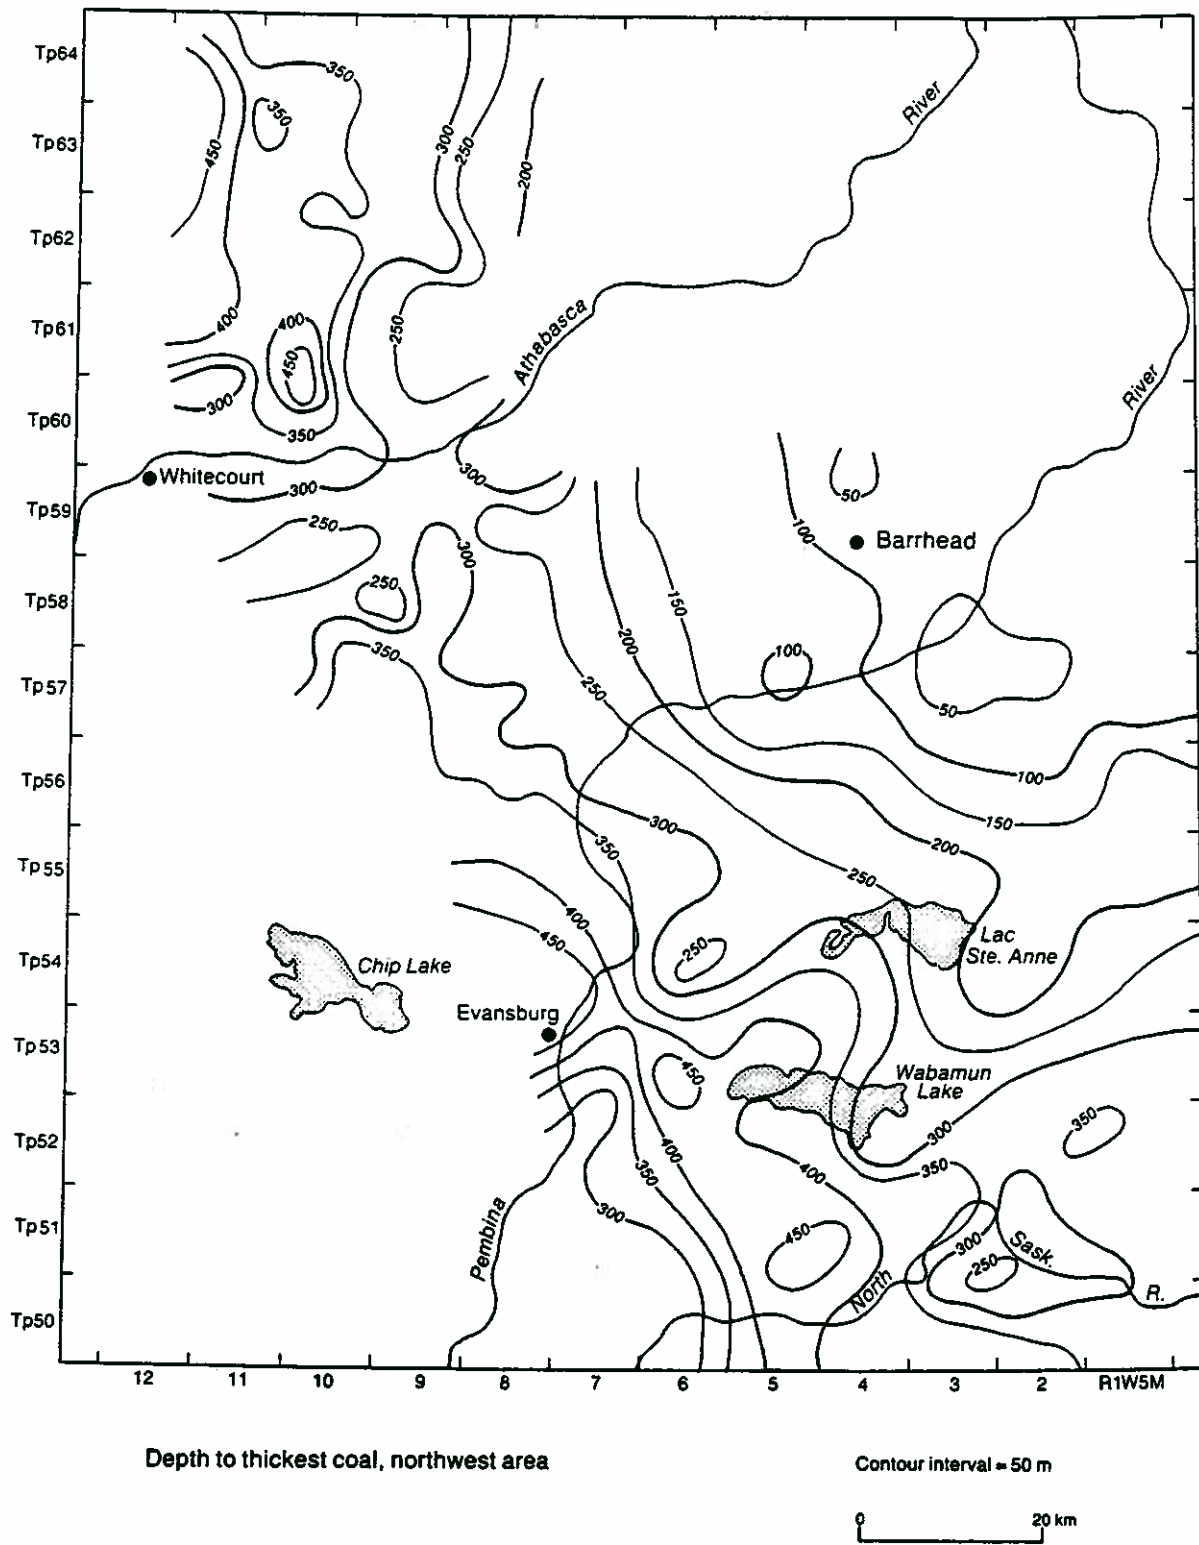 Tp64
350
River
350
Tp63
450
300
250
200
Tp62
400
400
Tp61
250
Athabasca
450
River
300
Tp60
350
Whitecourt
300
300
50
Tp59
250
100
Barrhead
300
250
Tp58
150
200
350
100
Tp57
250
50
Tp56
100
300
150
350
200
Tp55
250
400
450
Lac
Ste. Anne
Tp54
250
Chip Lake
Evansburg
Tp53
450
Wabamun
Lake
350
Tp52
300
400
350
350
400
300
Tp51
450
300
Sask.
250
Pembina
North
R.
Tp50
12 11 10 9 8 7 6 5 4 3 2 R1W5M
Depth to thickest coal, northwest area
Contour interval = 50 m
0 20 km